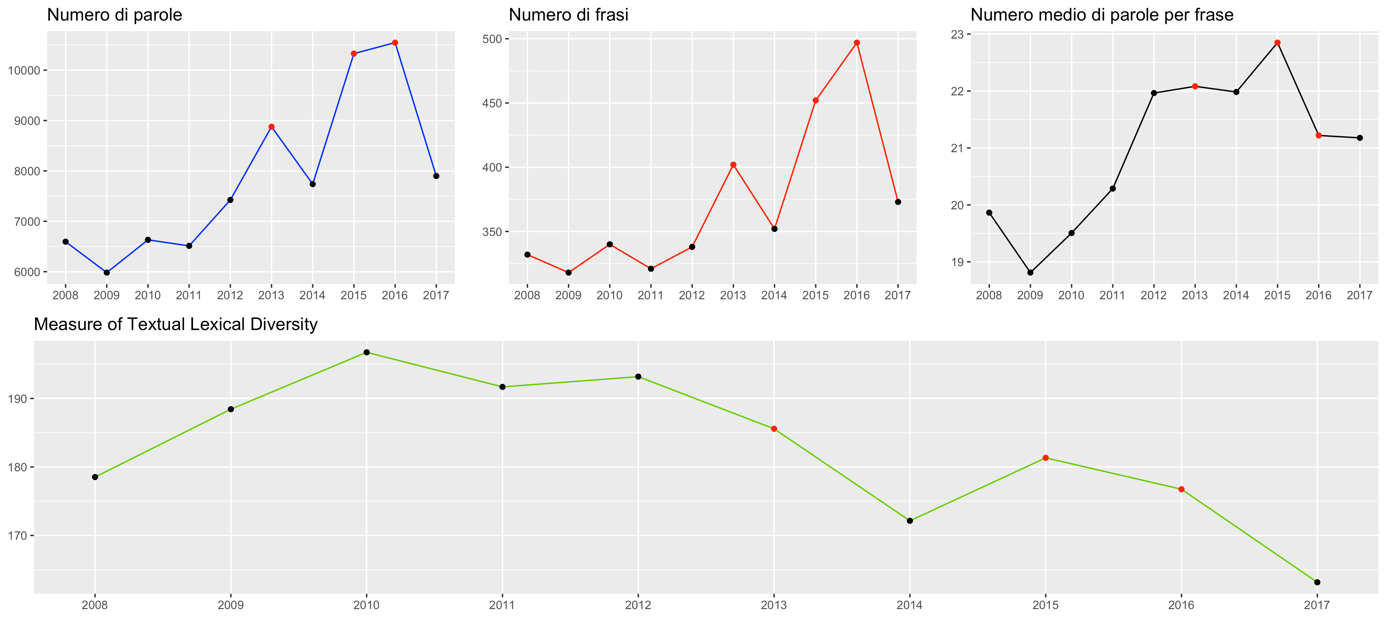 Numero di parole
10000
9000
8000
7000
6000
2008 2009 2010 2011 2012 2013 2014 2015 2016 2017
Numero di frasi
500
450
400
350
2008 2009 2010 2011 2012 2013 2014 2015 2016 2017
Numero medio di parole per frase
23
22
21
20
19
2008 2009 2010 2011 2012 2013 2014 2015 2016 2017
Measure of Textual Lexical Diversity
190
180
170
2008 2009 2010 2011 2012 2013 2014 2015 2016 2017